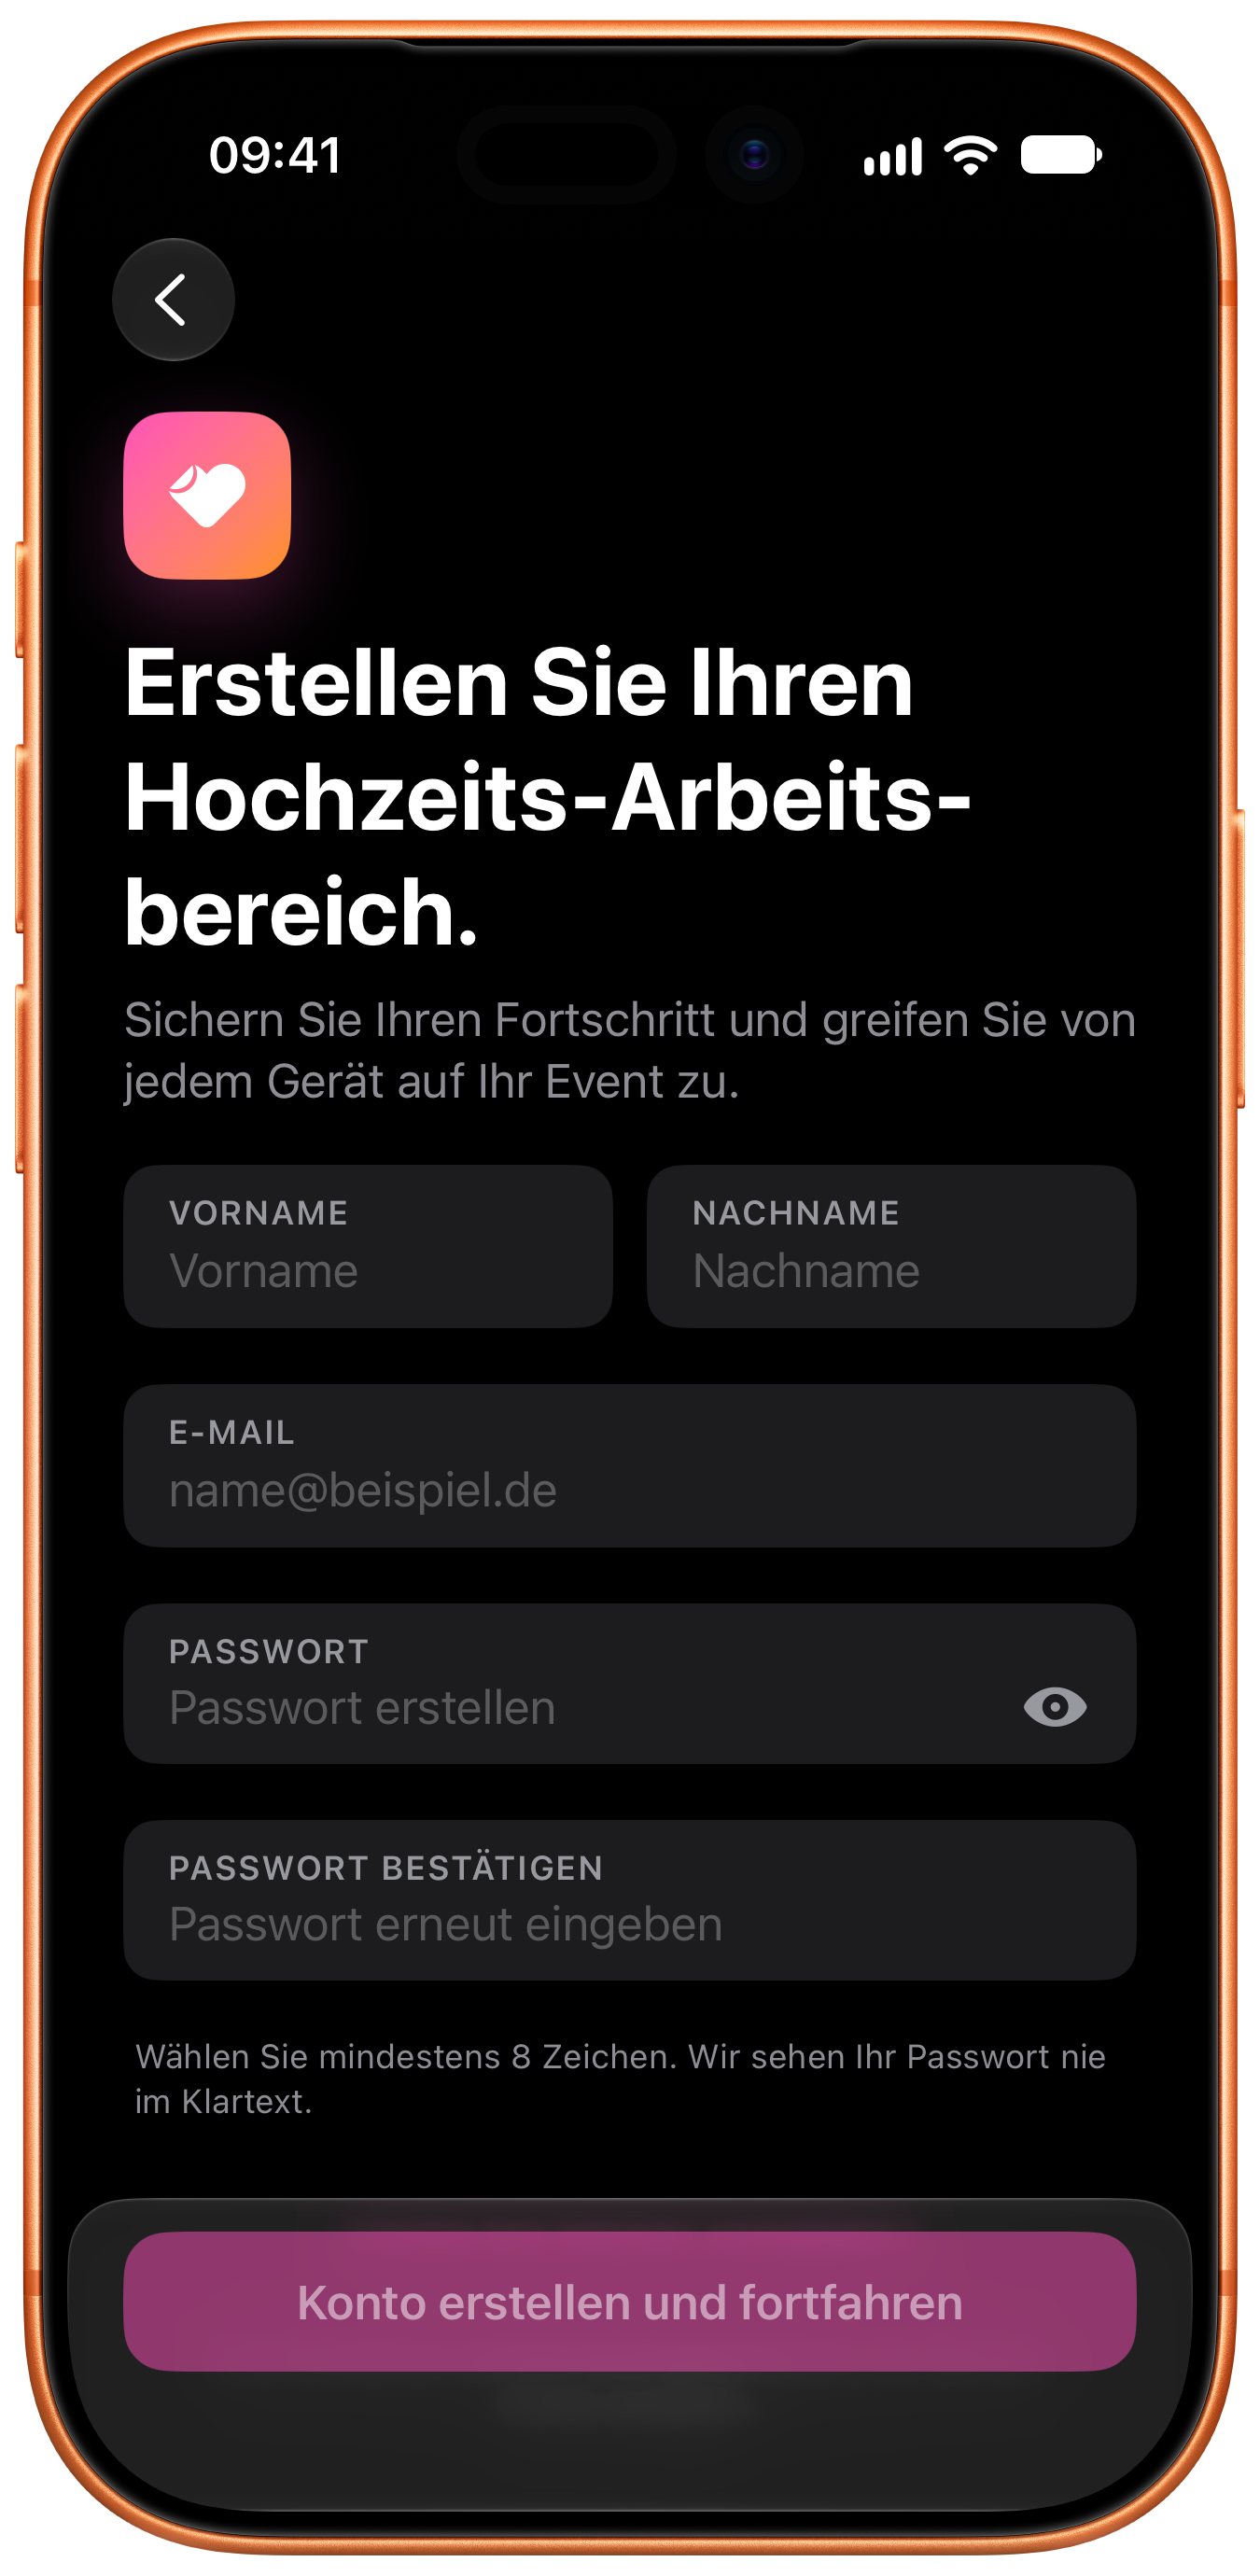 09:41
Erstellen Sie Ihren
Hochzeits-Arbeits-
bereich.
Sichern Sie Ihren Fortschritt und greifen Sie von
jedem Gerät auf Ihr Event zu.
VORNAME
Vorname
NACHNAME
Nachname
E-MAIL
name@beispiel.de
PASSWORT
Passwort erstellen
PASSWORT BESTÄTIGEN
Passwort erneut eingeben
Wählen Sie mindestens 8 Zeichen. Wir sehen Ihr Passwort nie
im Klartext.
Konto erstellen und fortfahren